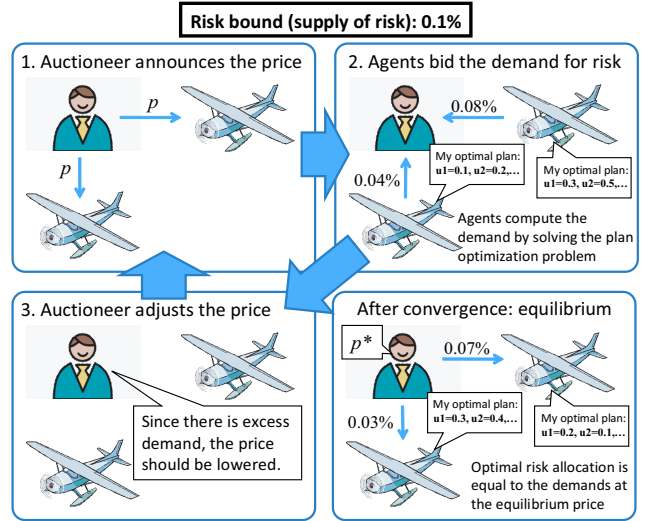 Risk bound (supply of risk): 0.1%
1. Auctioneer announces the price
p
p
2. Agents bid the demand for risk
0.08%
0.04%
My optimal plan:
u1=0.1, u2=0.2,...
My optimal plan:
u1=0.3, u2=0.5,...
Agents compute the
demand by solving the plan
optimization problem
3. Auctioneer adjusts the price
Since there is excess
demand, the price
should be lowered.
After convergence: equilibrium
p*
0.07%
0.03%
My optimal plan:
u1=0.3, u2=0.4,...
My optimal plan:
u1=0.2, u2=0.1,...
Optimal risk allocation is
equal to the demands at
the equilibrium price